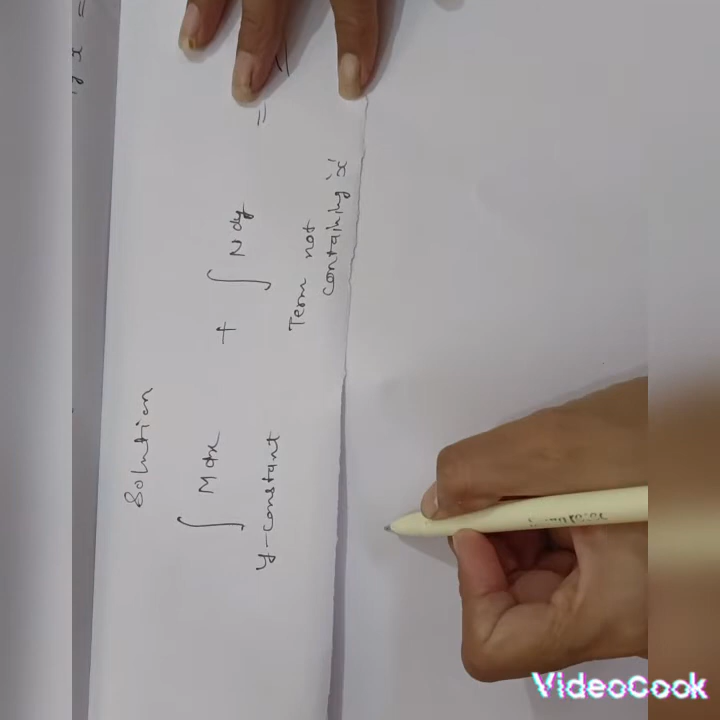 Solution
∫ M dx + ∫ N dy =
y-constant
Term not
containing 'x'
VideoCook